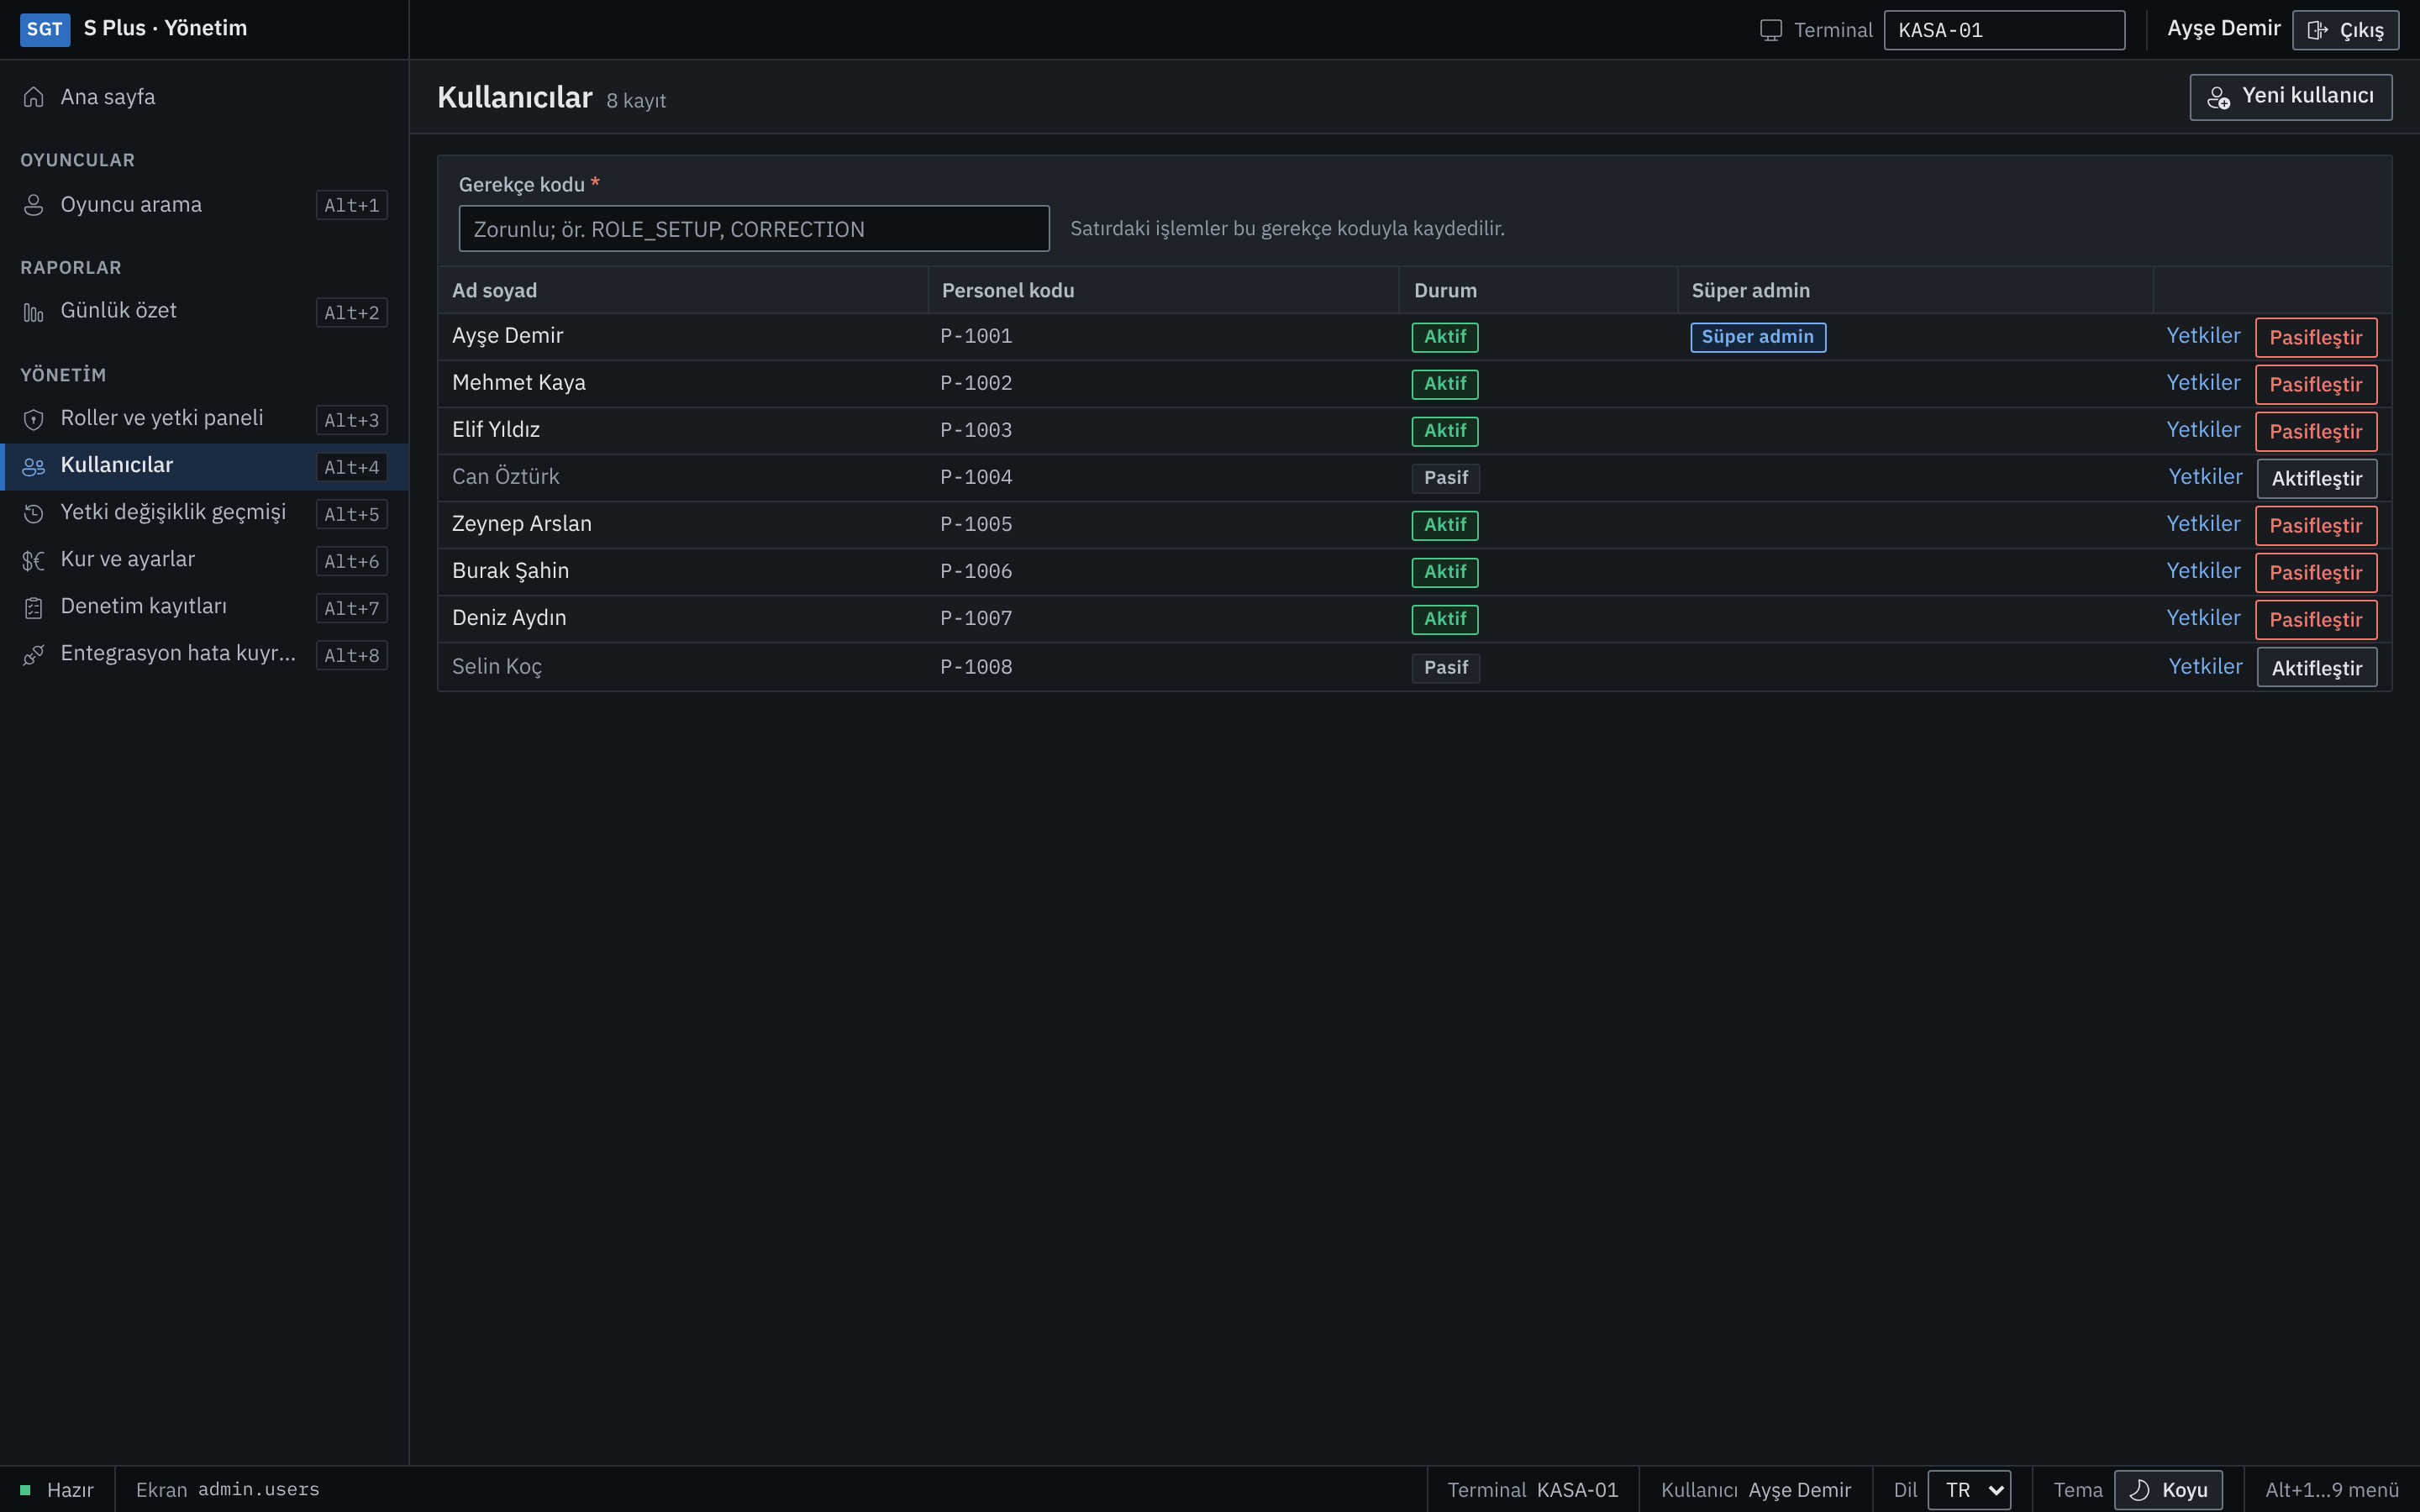 SGT S Plus · Yönetim
Terminal KASA-01 Ayşe Demir Çıkış
Ana sayfa
OYUNCULAR
Oyuncu arama Alt+1
RAPORLAR
Günlük özet Alt+2
YÖNETİM
Roller ve yetki paneli Alt+3
Kullanıcılar Alt+4
Yetki değişiklik geçmişi Alt+5
Kur ve ayarlar Alt+6
Denetim kayıtları Alt+7
Entegrasyon hata kuyr... Alt+8
Kullanıcılar 8 kayıt Yeni kullanıcı
Gerekçe kodu *
Zorunlu; ör. ROLE_SETUP, CORRECTION Satırdaki işlemler bu gerekçe koduyla kaydedilir.
Ad soyad Personel kodu Durum Süper admin
Ayşe Demir P-1001 Aktif Süper admin Yetkiler Pasifleştir
Mehmet Kaya P-1002 Aktif Yetkiler Pasifleştir
Elif Yıldız P-1003 Aktif Yetkiler Pasifleştir
Can Öztürk P-1004 Pasif Yetkiler Aktifleştir
Zeynep Arslan P-1005 Aktif Yetkiler Pasifleştir
Burak Şahin P-1006 Aktif Yetkiler Pasifleştir
Deniz Aydın P-1007 Aktif Yetkiler Pasifleştir
Selin Koç P-1008 Pasif Yetkiler Aktifleştir
Hazır Ekran admin.users Terminal KASA-01 Kullanıcı Ayşe Demir Dil TR Tema Koyu Alt+1...9 menü